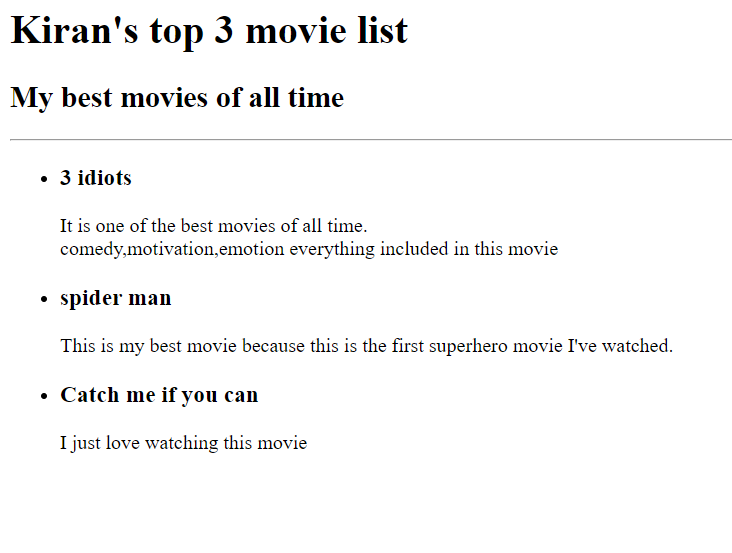 Kiran's top 3 movie list
My best movies of all time
3 idiots
It is one of the best movies of all time.
comedy,motivation,emotion everything included in this movie
spider man
This is my best movie because this is the first superhero movie I've watched.
Catch me if you can
I just love watching this movie